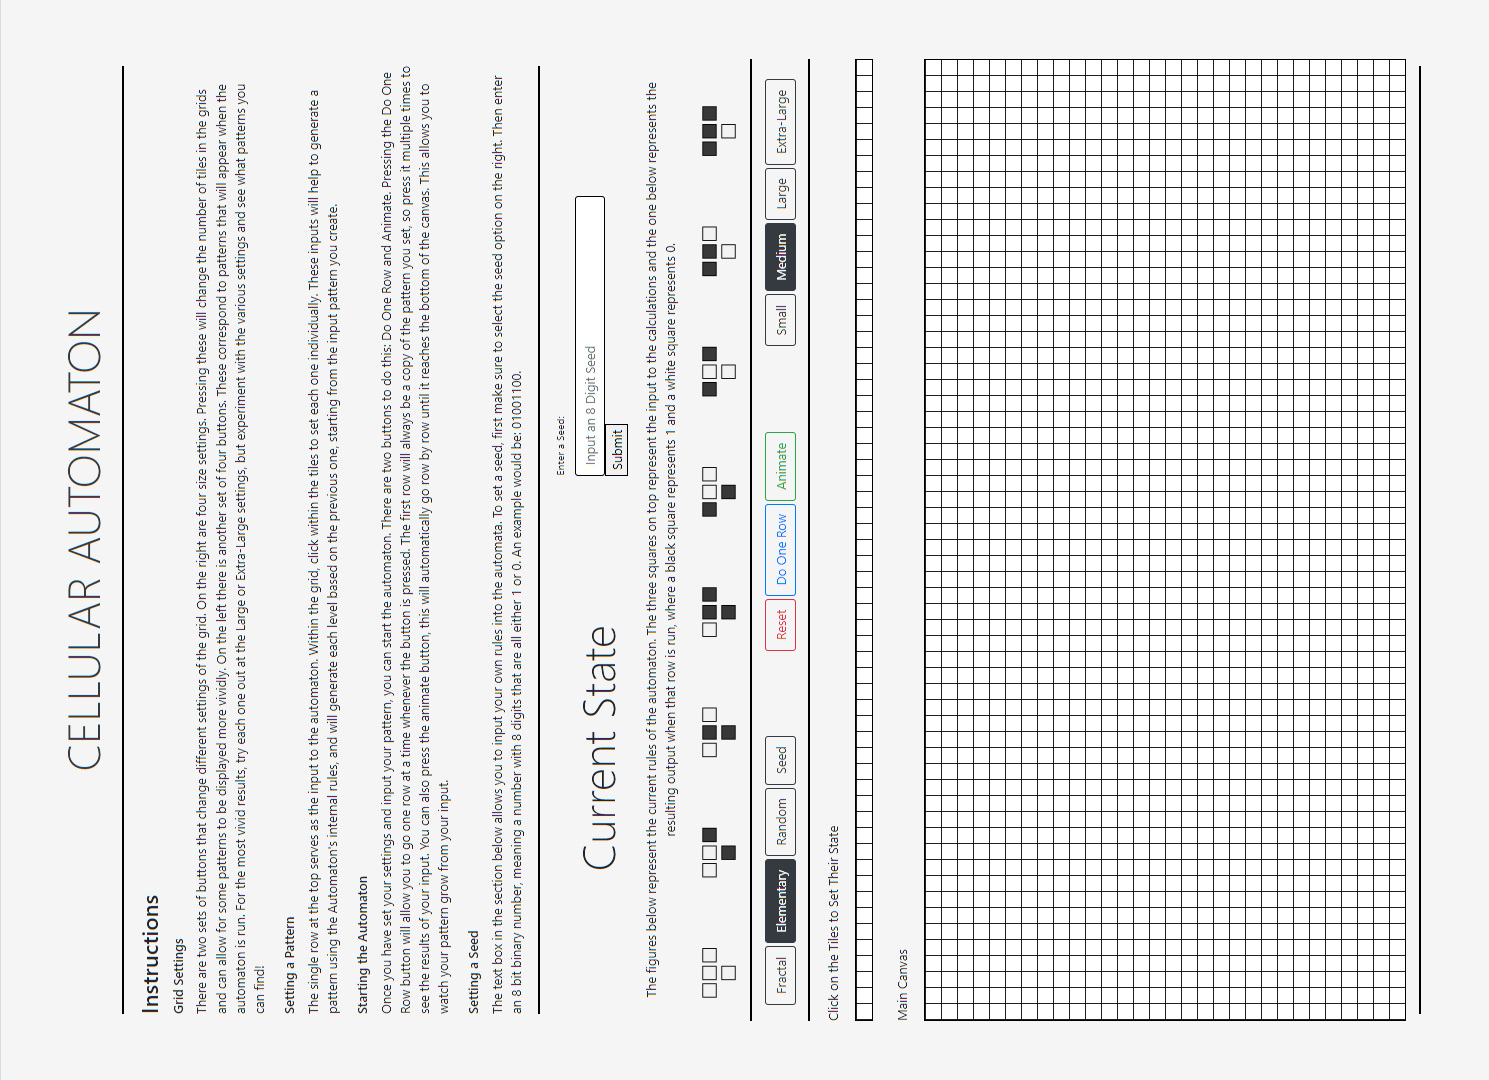 CELLULAR AUTOMATON
Instructions
Grid Settings
There are two sets of buttons that change different settings of the grid. On the right are four size settings. Pressing these will change the number of tiles in the grids
and can allow for some patterns to be displayed more vividly. On the left there is another set of four buttons. These correspond to patterns that will appear when the
automaton is run. For the most vivid results, try each one out at the Large or Extra-Large settings, but experiment with the various settings and see what patterns you
can find!
Setting a Pattern
The single row at the top serves as the input to the automaton. Within the grid, click within the tiles to set each one individually. These inputs will help to generate a
pattern using the Automaton's internal rules, and will generate each level based on the previous one, starting from the input pattern you create.
Starting the Automaton
Once you have set your settings and input your pattern, you can start the automaton. There are two buttons to do this: Do One Row and Animate. Pressing the Do One
Row button will allow you to go one row at a time whenever the button is pressed. The first row will always be a copy of the pattern you set, so press it multiple times to
see the results of your input. You can also press the animate button, this will automatically go row by row until it reaches the bottom of the canvas. This allows you to
watch your pattern grow from your input.
Setting a Seed
The text box in the section below allows you to input your own rules into the automata. To set a seed, first make sure to select the seed option on the right. Then enter
an 8 bit binary number, meaning a number with 8 digits that are all either 1 or 0. An example would be: 01001100.
Current State
Enter a Seed:
Input an 8 Digit Seed
Submit
The figures below represent the current rules of the automaton. The three squares on top represent the input to the calculations and the one below represents the
resulting output when that row is run, where a black square represents 1 and a white square represents 0.
Fractal Elementary Random Seed Reset Do One Row Animate Small Medium Large Extra-Large
Click on the Tiles to Set Their State
Main Canvas